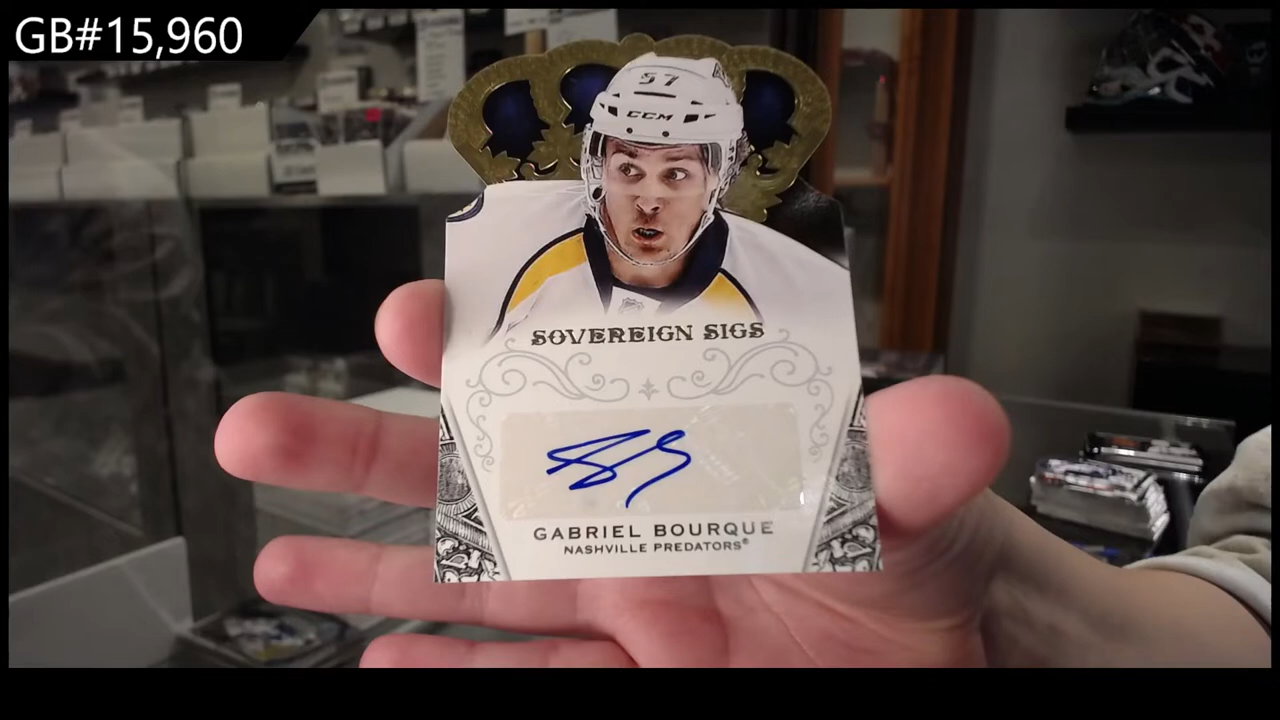 GB#15,960
57
CCM
SOVEREIGN SIGS
GABRIEL BOURQUE
NASHVILLE PREDATORS®